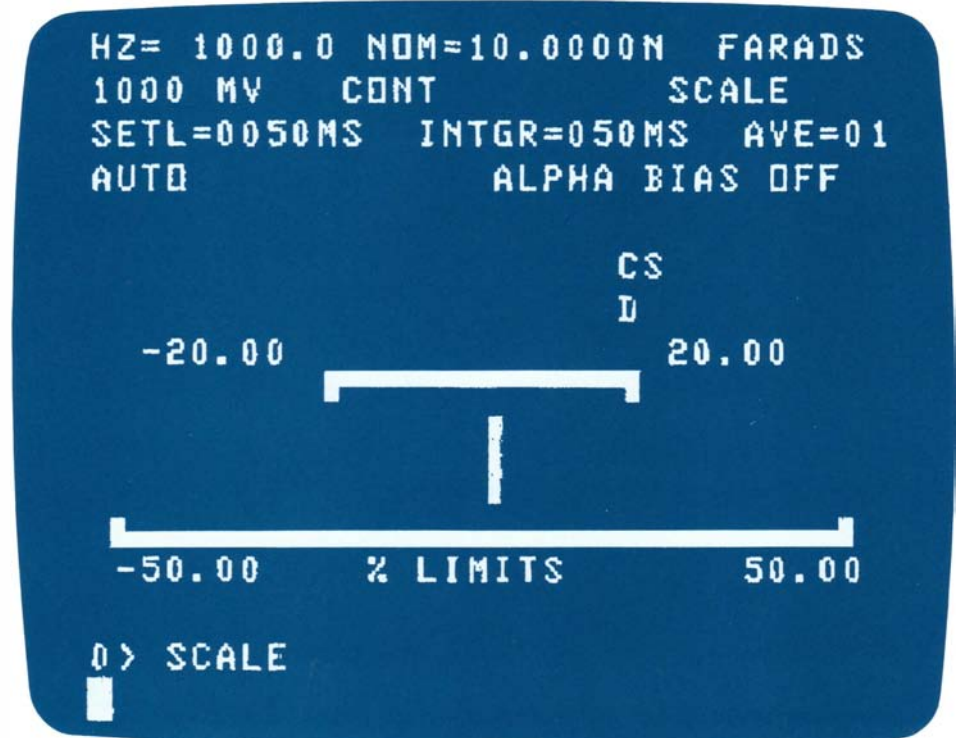 HZ= 1000.0 NOM=10.0000N FARADS
1000 MV CONT SCALE
SETL=0050MS INTGR=050MS AVE=01
AUTO ALPHA BIAS OFF
CS
D
-20.00 20.00
-50.00 % LIMITS 50.00
0> SCALE